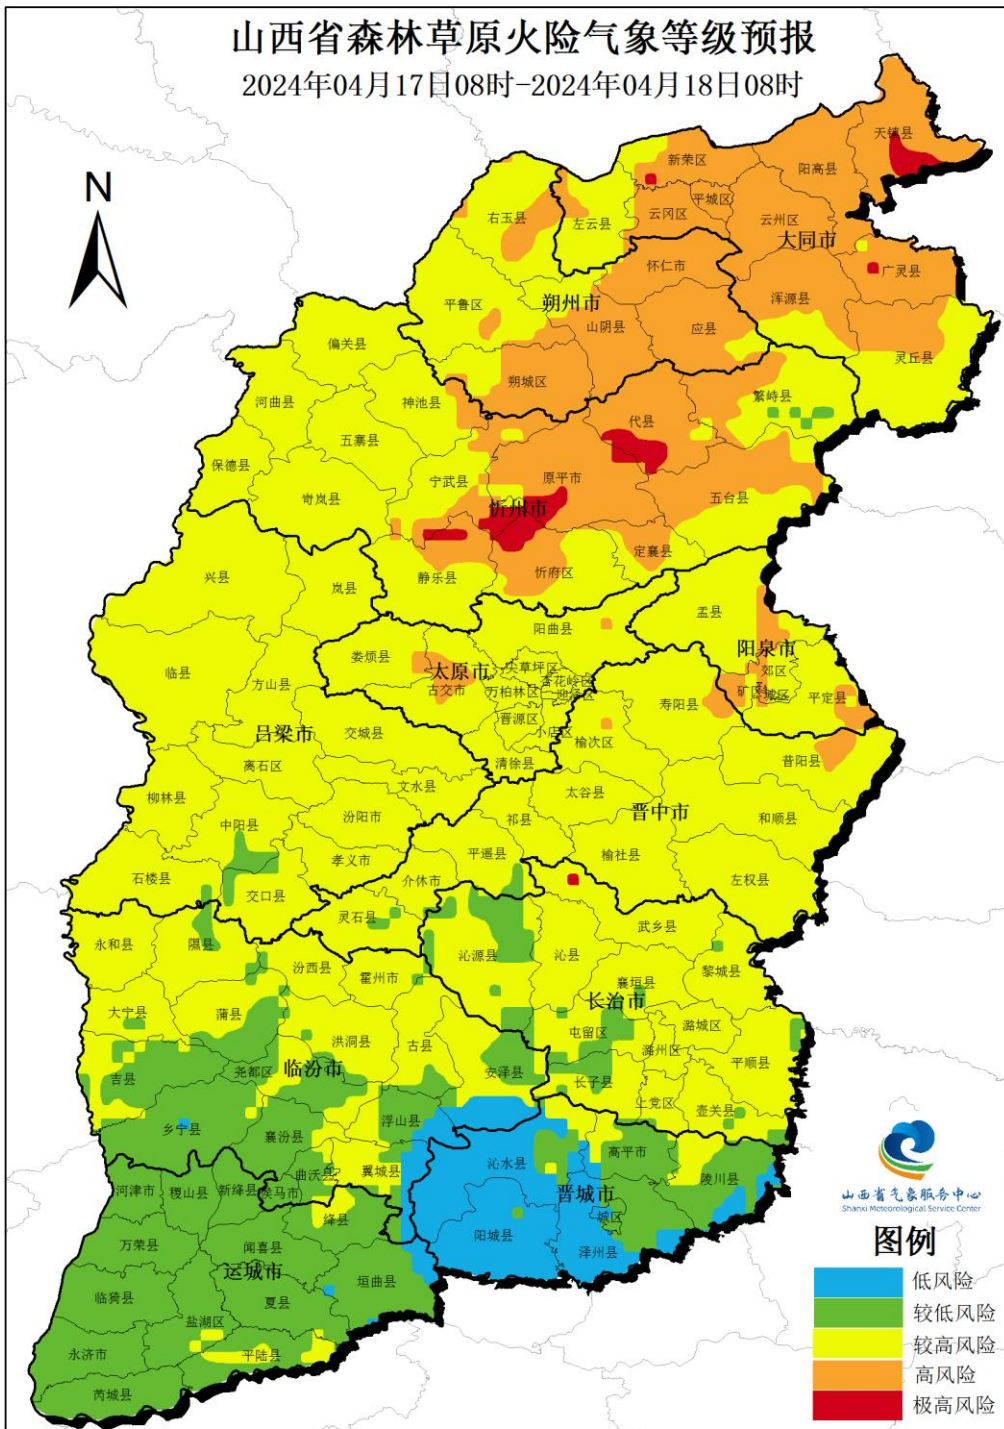 山西省森林草原火险气象等级预报
2024年04月17日08时-2024年04月18日08时
N
天镇县
新荣区
阳高县
平城区
右玉县
左云县
云冈区
云州区
大同市
怀仁市
广灵县
平鲁区
朔州市
浑源县
山阴县
应县
偏关县
灵丘县
朔城区
河曲县
神池县
繁峙县
代县
五寨县
保德县
宁武县
原平市
岢岚县
五台县
忻州市
定襄县
兴县
岚县
静乐县
忻府区
盂县
阳曲县
阳泉市
娄烦县
太原市
尖草坪区
郊区
临县
杏花岭区
方山县
古交市
万柏林区
迎泽区
矿区
城区
平定县
寿阳县
晋源区
吕梁市
交城县
小店区
榆次区
清徐县
昔阳县
离石区
文水县
太谷县
柳林县
晋中市
汾阳市
祁县
和顺县
中阳县
孝义市
平遥县
榆社县
石楼县
介休市
左权县
交口县
灵石县
武乡县
永和县
隰县
沁源县
沁县
汾西县
霍州市
襄垣县
黎城县
长治市
大宁县
蒲县
潞城区
洪洞县
古县
屯留区
潞州区
平顺县
临汾市
尧都区
安泽县
吉县
长子县
上党区
壶关县
乡宁县
浮山县
襄汾县
高平市
沁水县
曲沃县
翼城县
陵川县
河津市
稷山县
新绛县
侯马市
晋城市
山西省气象服务中心
Shanxi Meteorological Service Center
绛县
城区
万荣县
闻喜县
阳城县
泽州县
图例
运城市
垣曲县
低风险
临猗县
夏县
较低风险
盐湖区
永济市
平陆县
较高风险
芮城县
高风险
极高风险